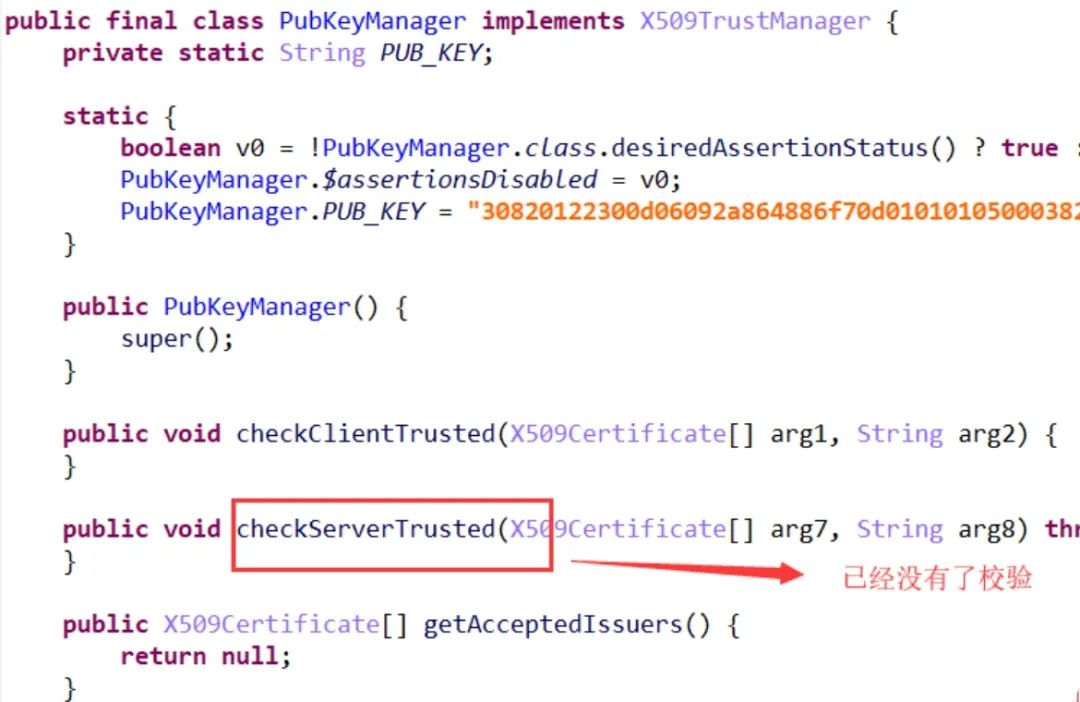 public final class PubKeyManager implements X509TrustManager {
    private static String PUB_KEY;

    static {
        boolean v0 = !PubKeyManager.class.desiredAssertionStatus() ? true :
        PubKeyManager.$assertionsDisabled = v0;
        PubKeyManager.PUB_KEY = "30820122300d06092a864886f70d01010105000382
    }

    public PubKeyManager() {
        super();
    }

    public void checkClientTrusted(X509Certificate[] arg1, String arg2) {
    }

    public void checkServerTrusted(X509Certificate[] arg7, String arg8) thr
    }
已经没有了校验

    public X509Certificate[] getAcceptedIssuers() {
        return null;
    }